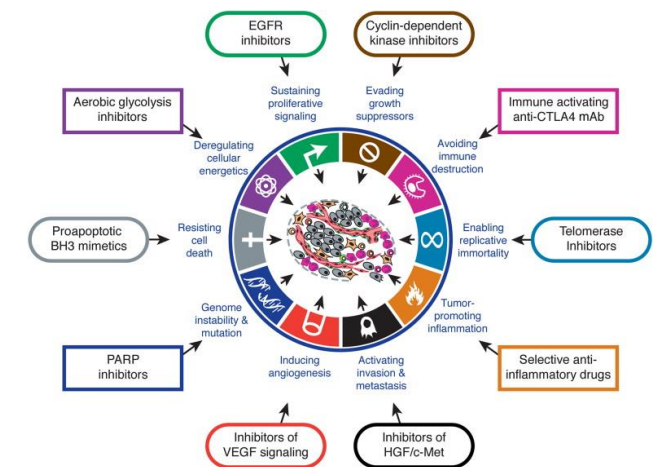 EGFR
inhibitors
Cyclin-dependent
kinase inhibitors
Aerobic glycolysis
inhibitors
Sustaining
proliferative
signaling
Evading
growth
suppressors
Immune activating
anti-CTLA4 mAb
Deregulating
cellular
energetics
Avoiding
immune
destruction
Proapoptotic
BH3 mimetics
Resisting
cell
death
Enabling
replicative
immortality
Telomerase
Inhibitors
Genome
instability &
mutation
Tumor-
promoting
inflammation
PARP
inhibitors
Inducing
angiogenesis
Activating
invasion &
metastasis
Selective anti-
inflammatory drugs
Inhibitors of
VEGF signaling
Inhibitors of
HGF/c-Met